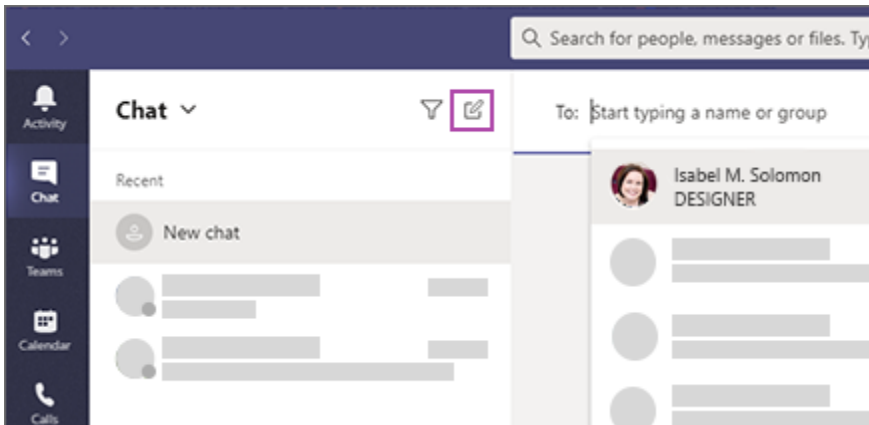 Search for people, messages or files. Ty
Activity
Chat
Teams
Calendar
Calls
Chat
Recent
New chat
To: Start typing a name or group
Isabel M. Solomon
DESIGNER